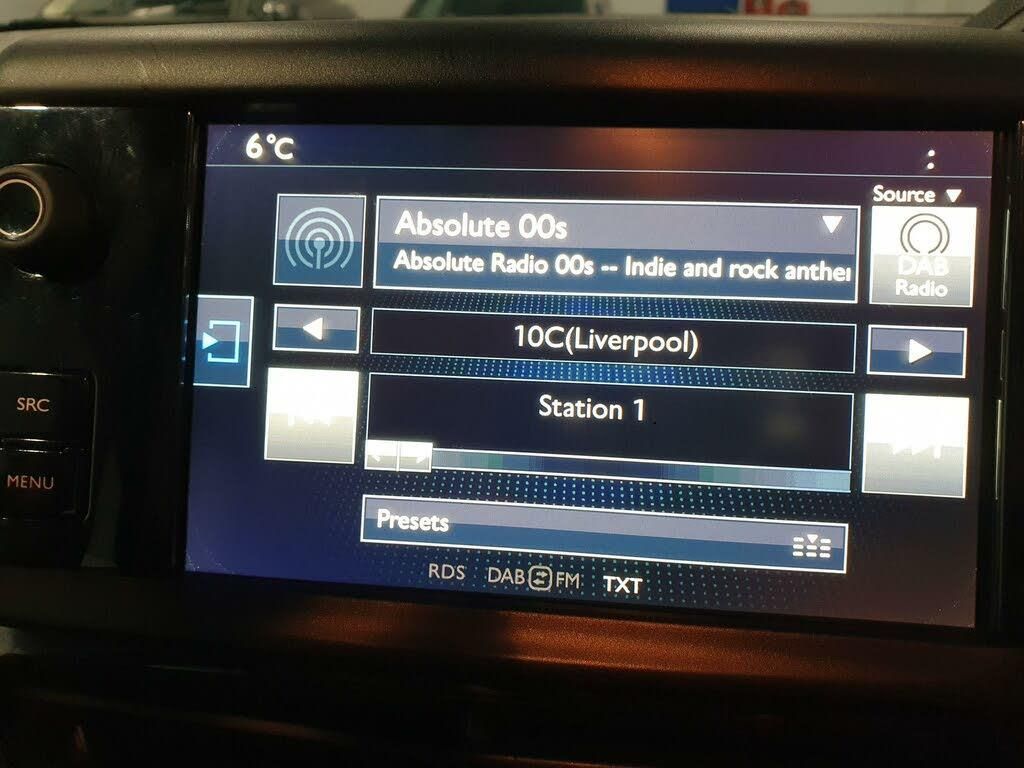 6°C
Source
Absolute 00s
Absolute Radio 00s -- Indie and rock anther
DAB
Radio
10C(Liverpool)
SRC
Station 1
MENU
Presets
RDS DAB FM TXT